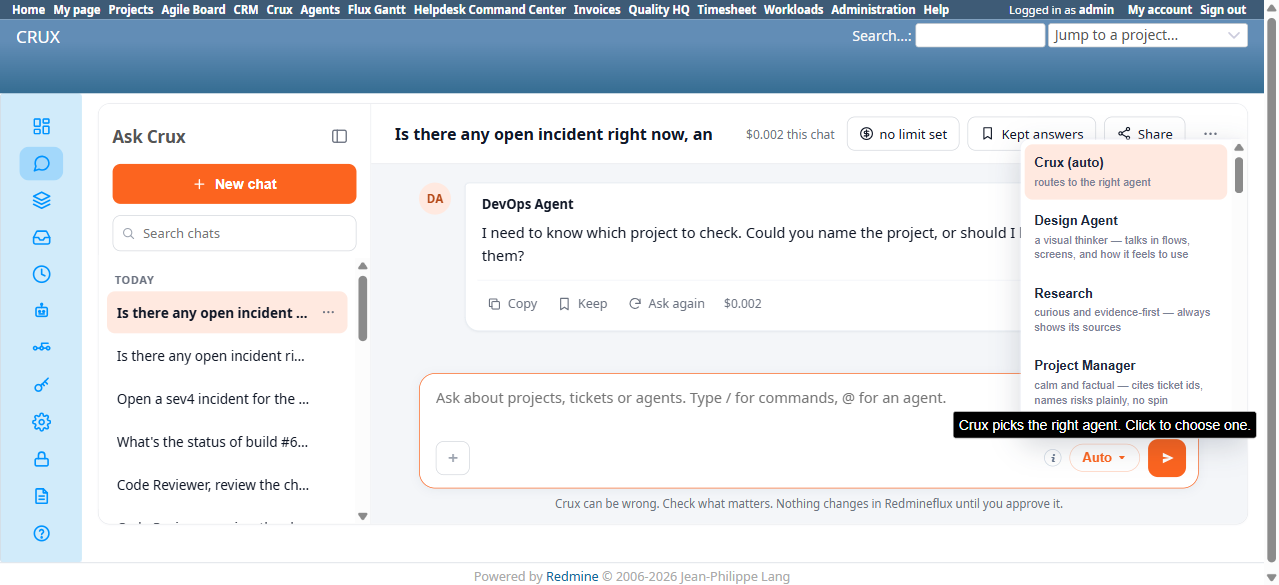 Home My page Projects Agile Board CRM Crux Agents Flux Gantt Helpdesk Command Center Invoices Quality HQ Timesheet Workloads Administration Help Logged in as admin My account Sign out
CRUX
Search...:
Jump to a project...
Ask Crux
+ New chat
Search chats
TODAY
Is there any open incident ... ···
Is there any open incident ri...
Open a sev4 incident for the ...
What's the status of build #6...
Code Reviewer, review the ch...
Is there any open incident right now, an
$0.002 this chat
no limit set
Kept answers
Share
···
DA
DevOps Agent
I need to know which project to check. Could you name the project, or should I
them?
Copy Keep Ask again $0.002
Crux (auto)
routes to the right agent
Design Agent
a visual thinker — talks in flows,
screens, and how it feels to use
Research
curious and evidence-first — always
shows its sources
Project Manager
calm and factual — cites ticket ids,
names risks plainly, no spin
Crux picks the right agent. Click to choose one.
Ask about projects, tickets or agents. Type / for commands, @ for an agent.
+
i
Auto
Crux can be wrong. Check what matters. Nothing changes in Redmineflux until you approve it.
Powered by Redmine © 2006-2026 Jean-Philippe Lang